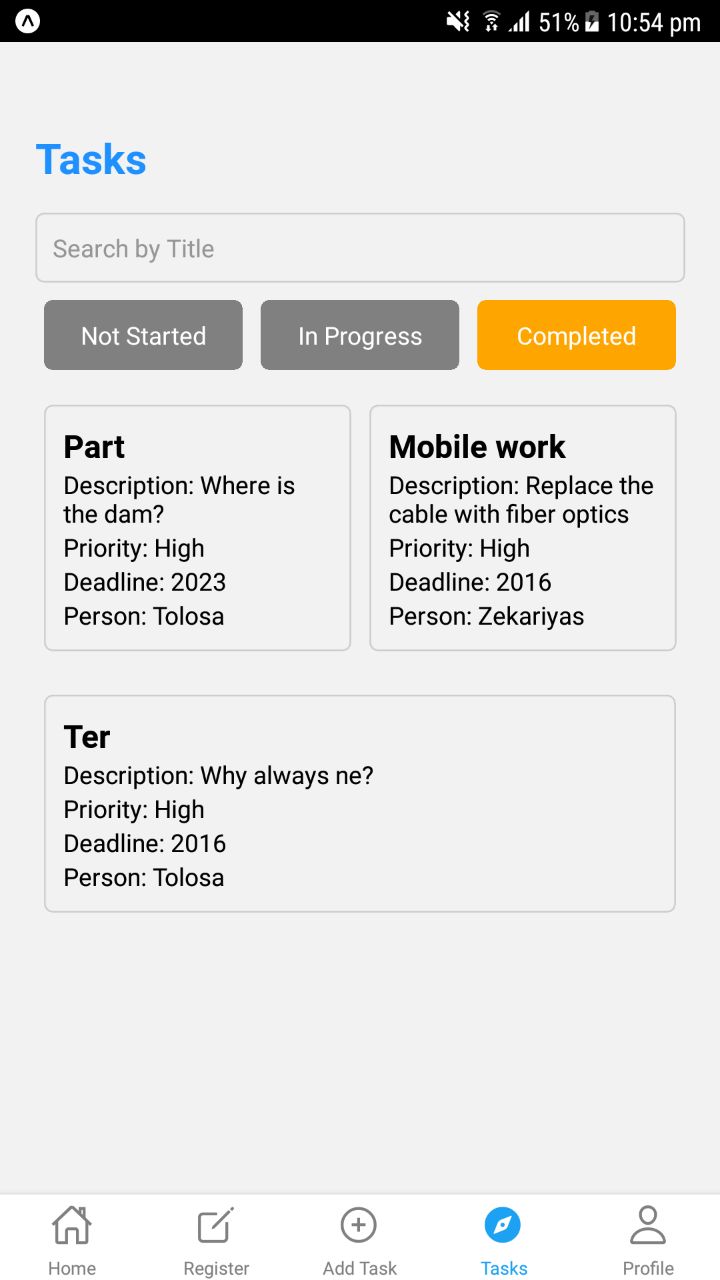 51% 10:54 pm
Tasks
Search by Title
Not Started In Progress Completed
Part
Description: Where is
the dam?
Priority: High
Deadline: 2023
Person: Tolosa
Mobile work
Description: Replace the
cable with fiber optics
Priority: High
Deadline: 2016
Person: Zekariyas
Ter
Description: Why always ne?
Priority: High
Deadline: 2016
Person: Tolosa
Home Register Add Task Tasks Profile